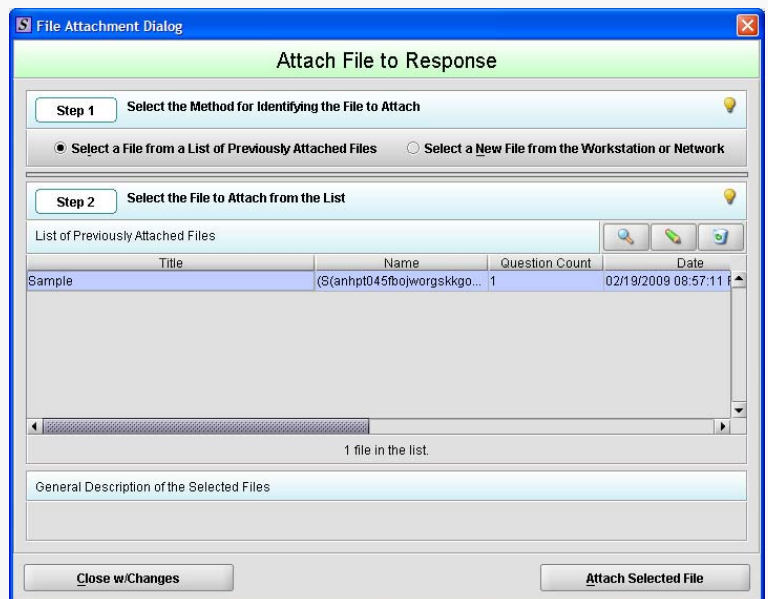 S File Attachment Dialog
Attach File to Response
Step 1 Select the Method for Identifying the File to Attach
Select a File from a List of Previously Attached Files Select a New File from the Workstation or Network
Step 2 Select the File to Attach from the List
List of Previously Attached Files
Title Name Question Count Date
Sample (S(anhpt045fbojworgskkgo... 1 02/19/2009 08:57:11
1 file in the list.
General Description of the Selected Files
Close w/Changes Attach Selected File